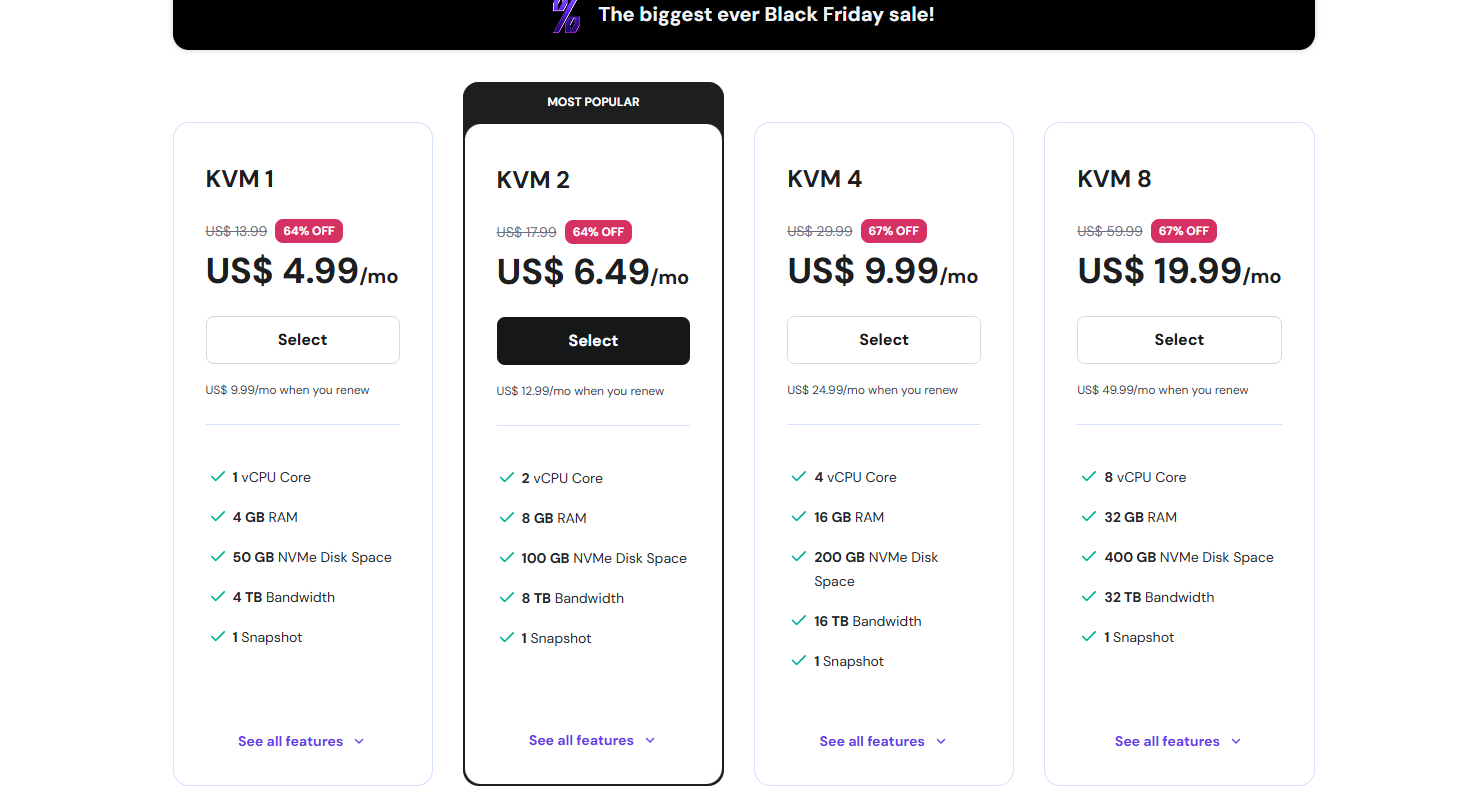 The biggest ever Black Friday sale!
MOST POPULAR
KVM 1
US$ 13.99 64% OFF
US$ 4.99/mo
Select
US$ 9.99/mo when you renew
1 vCPU Core
4 GB RAM
50 GB NVMe Disk Space
4 TB Bandwidth
1 Snapshot
See all features
KVM 2
US$ 17.99 64% OFF
US$ 6.49/mo
Select
US$ 12.99/mo when you renew
2 vCPU Core
8 GB RAM
100 GB NVMe Disk Space
8 TB Bandwidth
1 Snapshot
See all features
KVM 4
US$ 29.99 67% OFF
US$ 9.99/mo
Select
US$ 24.99/mo when you renew
4 vCPU Core
16 GB RAM
200 GB NVMe Disk
Space
16 TB Bandwidth
1 Snapshot
See all features
KVM 8
US$ 59.99 67% OFF
US$ 19.99/mo
Select
US$ 49.99/mo when you renew
8 vCPU Core
32 GB RAM
400 GB NVMe Disk Space
32 TB Bandwidth
1 Snapshot
See all features